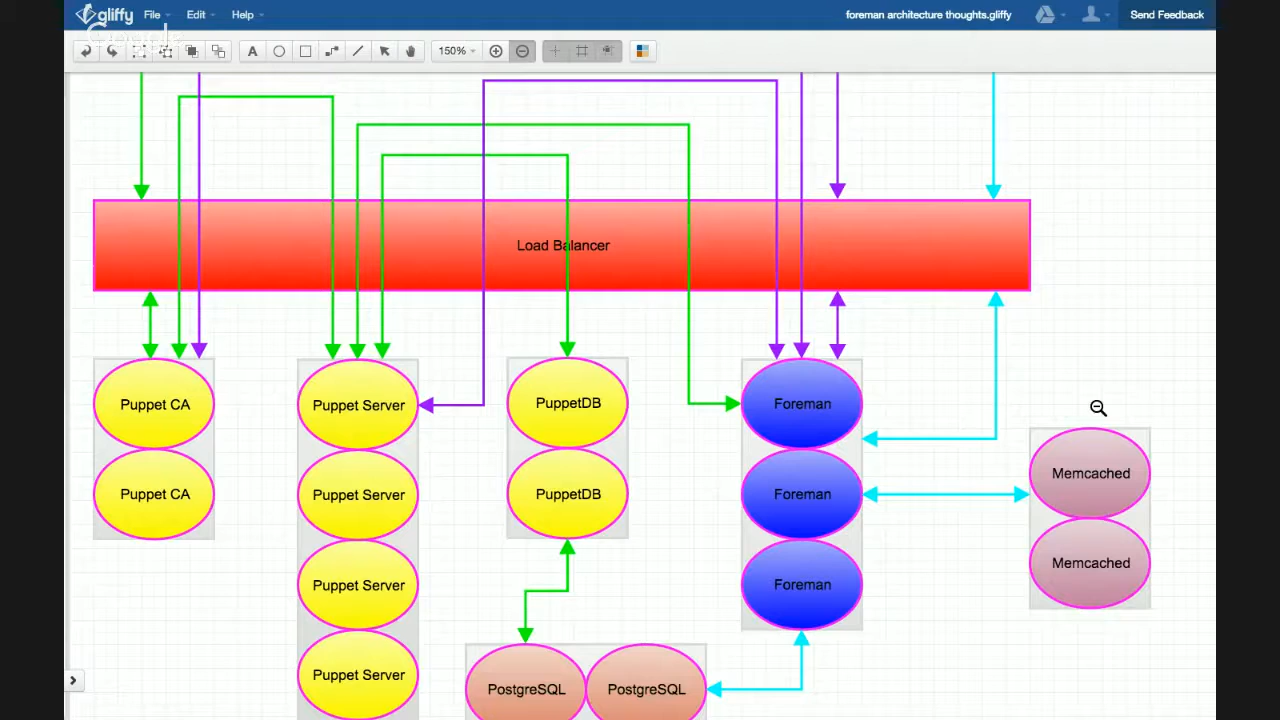 gliffy File Edit Help foreman architecture thoughts.gliffy Send Feedback
Google
A 150%
Load Balancer
Puppet CA Puppet Server PuppetDB Foreman
Memcached
Puppet CA Puppet Server PuppetDB Foreman
Memcached
Puppet Server Foreman
Puppet Server PostgreSQL PostgreSQL